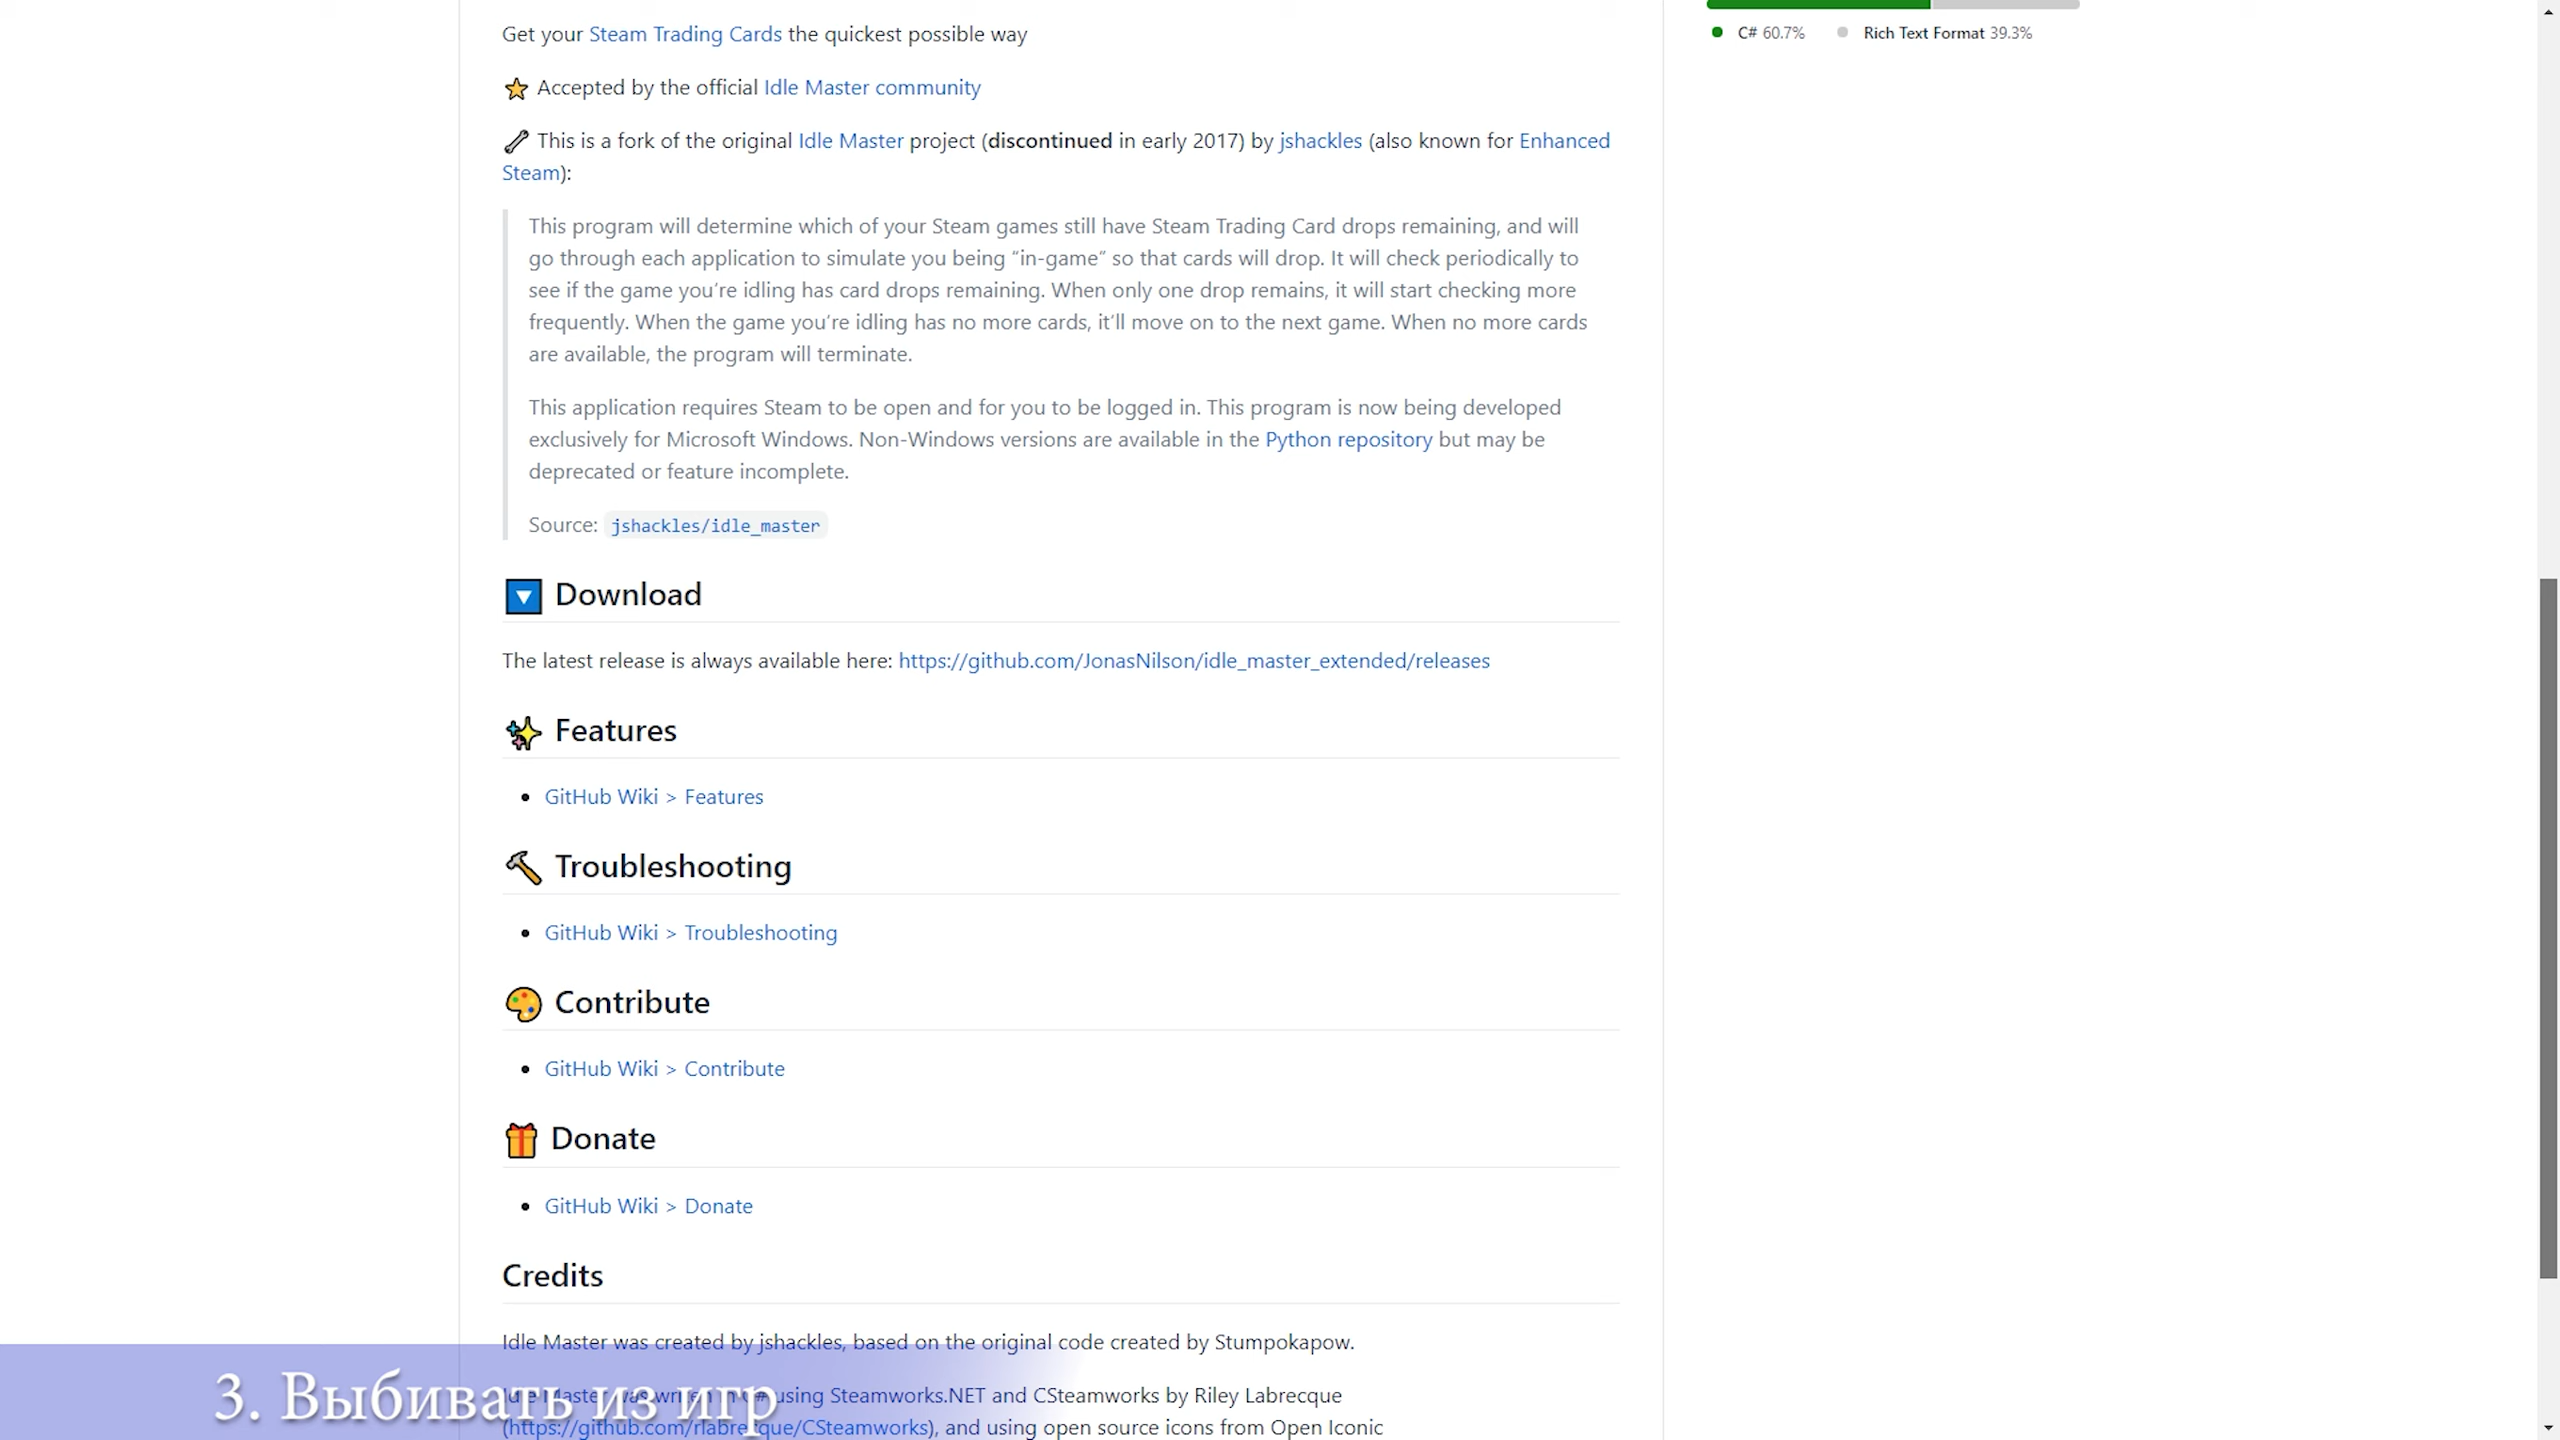 Get your Steam Trading Cards the quickest possible way
C# 60.7% Rich Text Format 39.3%
Accepted by the official Idle Master community
This is a fork of the original Idle Master project (discontinued in early 2017) by jshackles (also known for Enhanced
Steam):
This program will determine which of your Steam games still have Steam Trading Card drops remaining, and will
go through each application to simulate you being “in-game” so that cards will drop. It will check periodically to
see if the game you’re idling has card drops remaining. When only one drop remains, it will start checking more
frequently. When the game you’re idling has no more cards, it’ll move on to the next game. When no more cards
are available, the program will terminate.
This application requires Steam to be open and for you to be logged in. This program is now being developed
exclusively for Microsoft Windows. Non-Windows versions are available in the Python repository but may be
deprecated or feature incomplete.
Source: jshackles/idle_master
Download
The latest release is always available here: https://github.com/JonasNilson/idle_master_extended/releases
Features
• GitHub Wiki > Features
Troubleshooting
• GitHub Wiki > Troubleshooting
Contribute
• GitHub Wiki > Contribute
Donate
• GitHub Wiki > Donate
Credits
Idle Master was created by jshackles, based on the original code created by Stumpokapow.
Idle Master was written in C# using Steamworks.NET and CSteamworks by Riley Labrecque
(https://github.com/rlabrecque/CSteamworks), and using open source icons from Open Iconic
3. Выбивать из игр